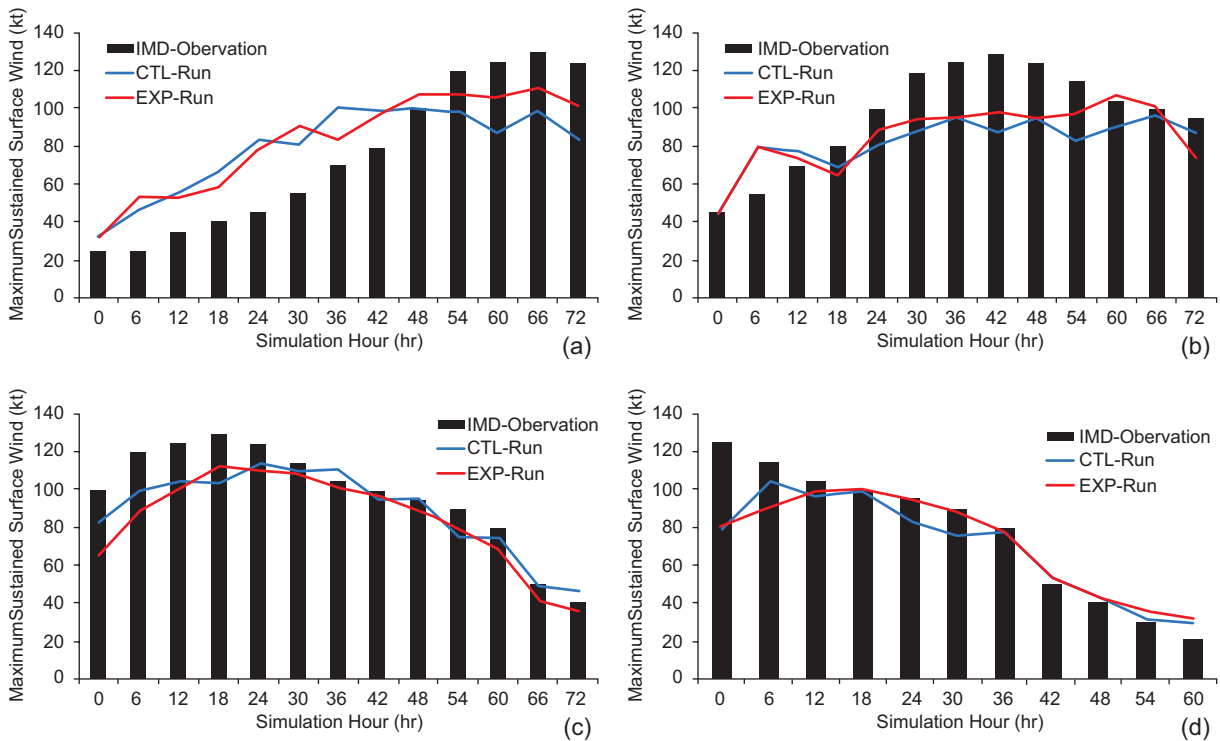 MaximumSustained Surface Wind (kt)
140
120
100
80
60
40
20
0
IMD-Obervation
CTL-Run
EXP-Run
0 6 12 18 24 30 36 42 48 54 60 66 72
Simulation Hour (hr)
(a)
MaximumSustained Surface Wind (kt)
140
120
100
80
60
40
20
0
IMD-Obervation
CTL-Run
EXP-Run
0 6 12 18 24 30 36 42 48 54 60 66 72
Simulation Hour (hr)
(b)
MaximumSustained Surface Wind (kt)
140
120
100
80
60
40
20
0
IMD-Obervation
CTL-Run
EXP-Run
0 6 12 18 24 30 36 42 48 54 60 66 72
Simulation Hour (hr)
(c)
MaximumSustained Surface Wind (kt)
140
120
100
80
60
40
20
0
IMD-Obervation
CTL-Run
EXP-Run
0 6 12 18 24 30 36 42 48 54 60
Simulation Hour (hr)
(d)